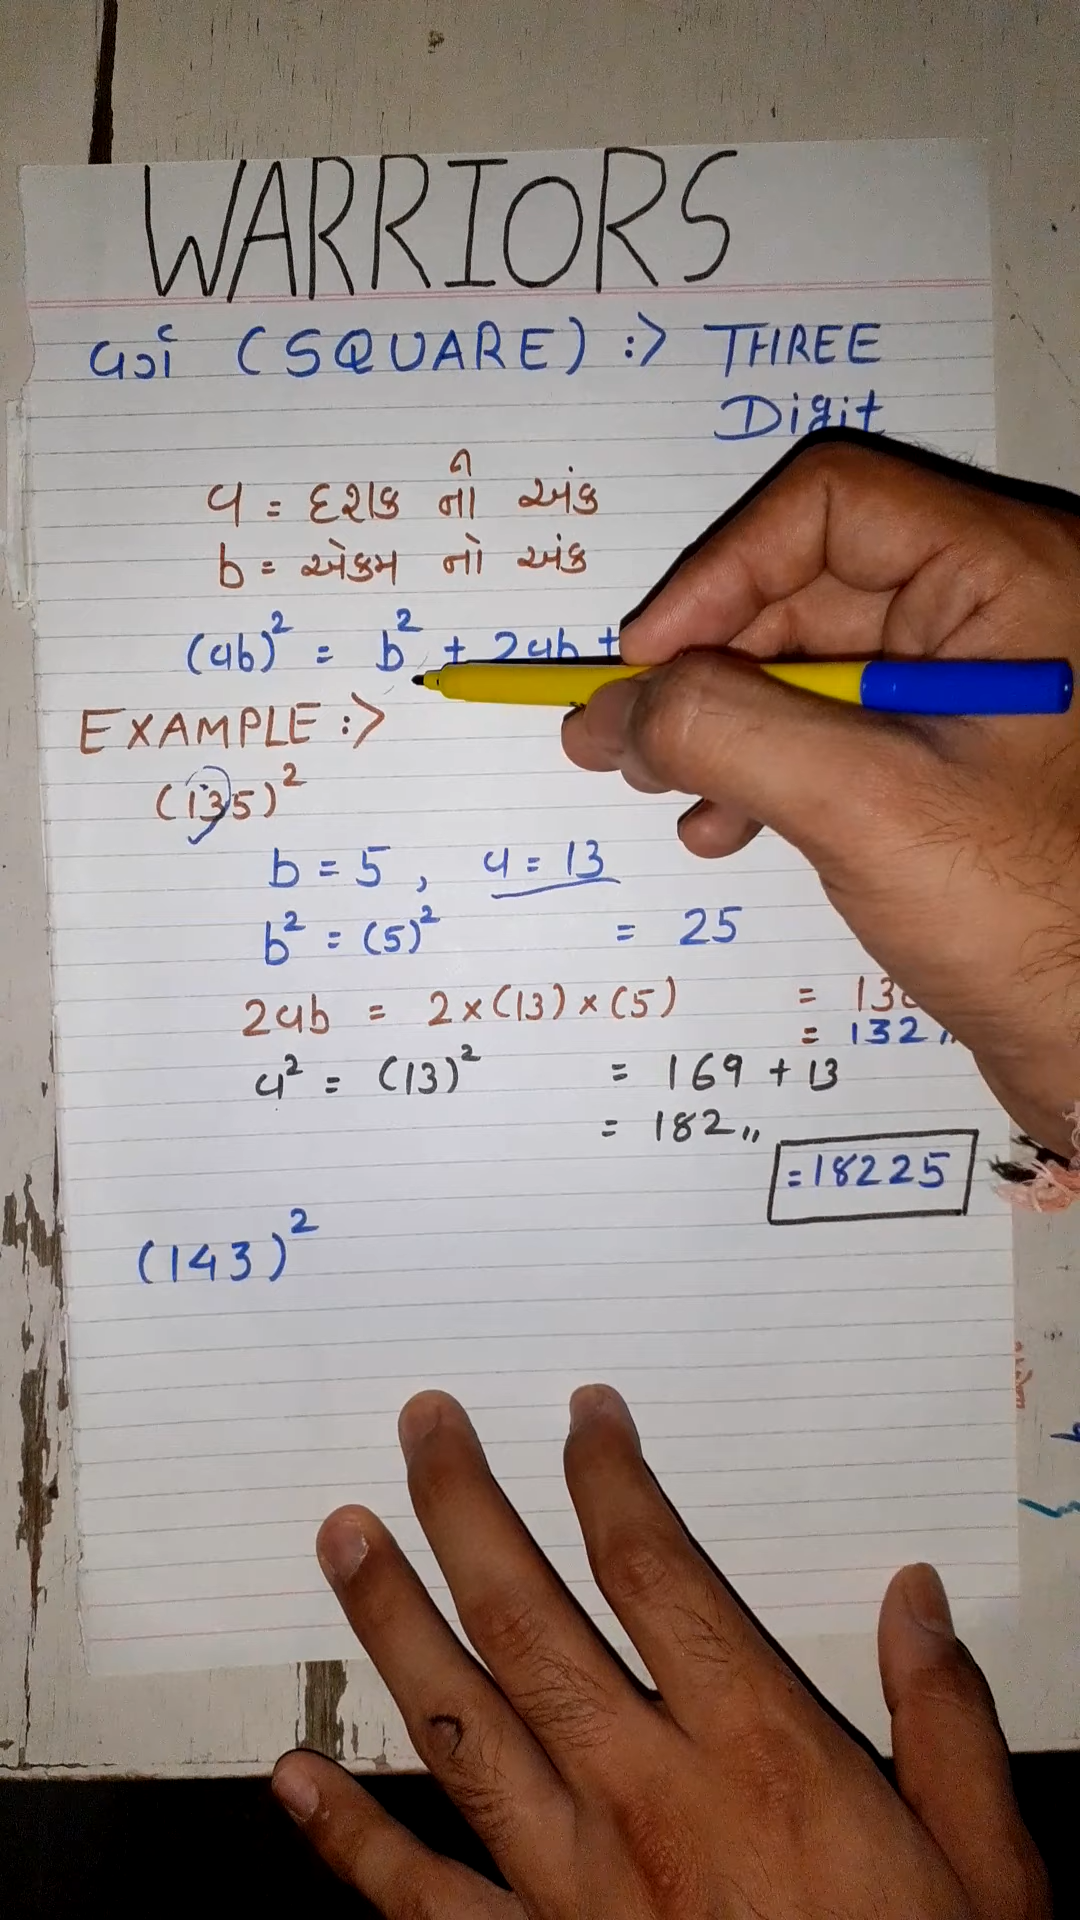 WARRIORS
વર્ગ (SQUARE) :> THREE
Digit
a = દશક નો અંક
b = એકમ નો અંક
(ab)² = b² + 2ab +
EXAMPLE :>
(135)²
b = 5 , a = 13
b² = (5)² = 25
2ab = 2×(13)×(5) = 13
= 132 〃
a² = (13)² = 169 + 13
= 182 〃
= 18225
(143)²